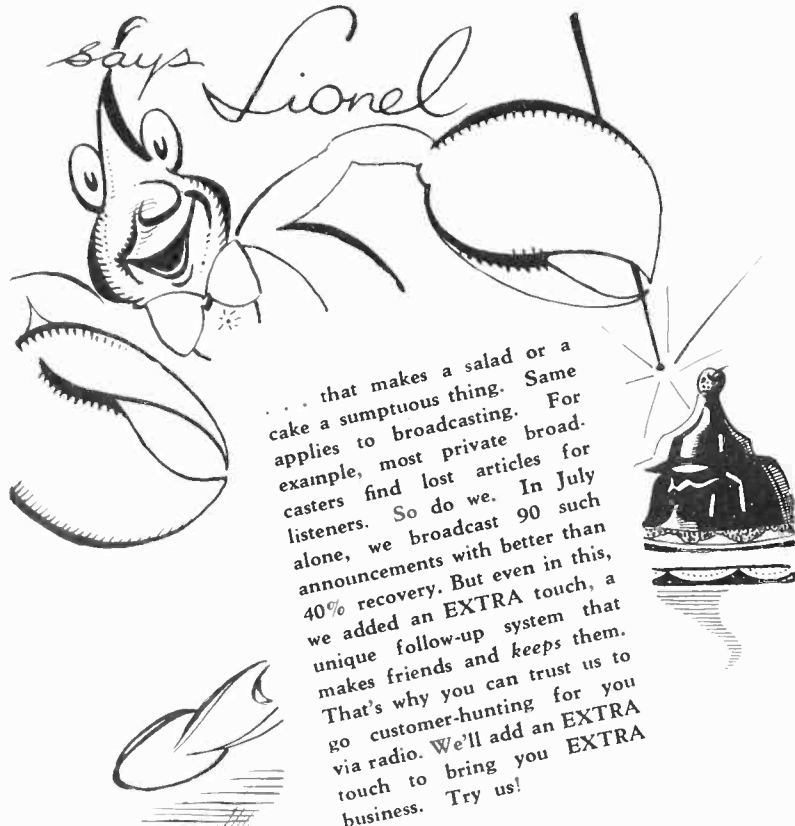 says Lionel
. . . that makes a salad or a
cake a sumptuous thing. Same
applies to broadcasting. For
example, most private broad-
casters find lost articles for
listeners. So do we. In July
alone, we broadcast 90 such
announcements with better than
40% recovery. But even in this,
we added an EXTRA touch, a
unique follow-up system that
makes friends and keeps them.
That's why you can trust us to
go customer-hunting for you
via radio. We'll add an EXTRA
touch to bring you EXTRA
business. Try us!